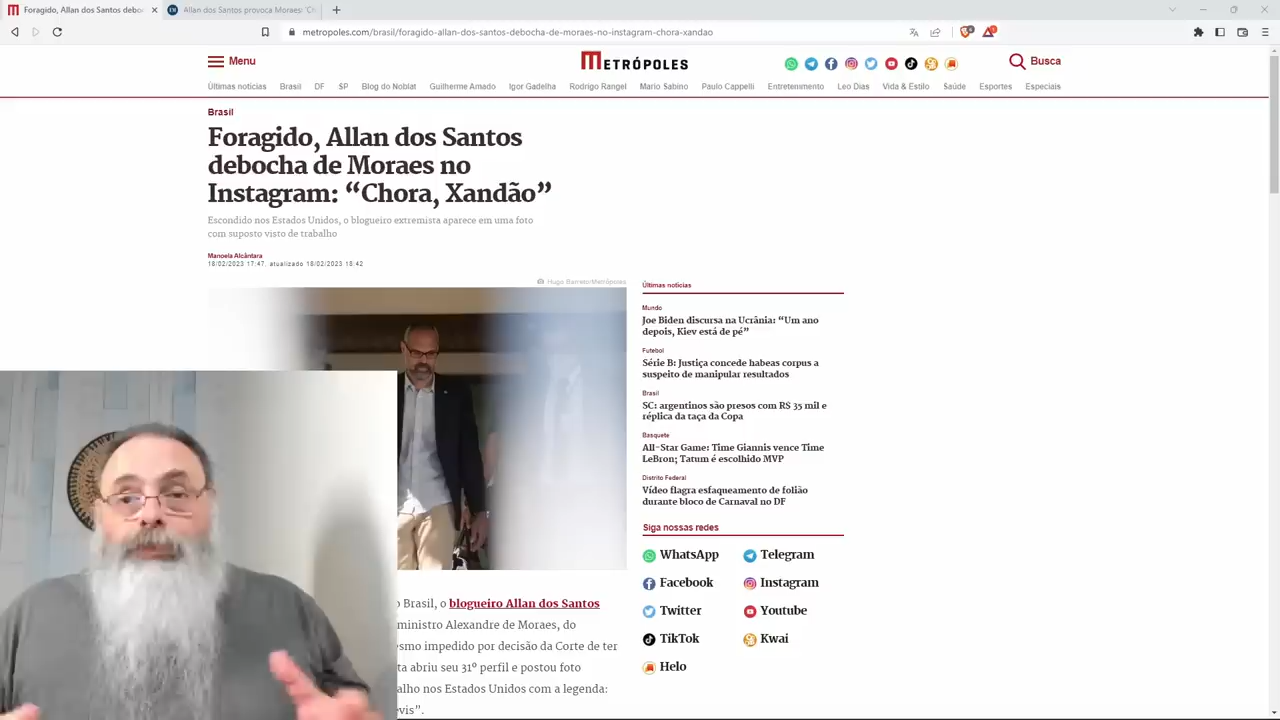 Foragido, Allan dos Santos debo
Allan dos Santos provoca Moraes: 'C
metropoles.com/brasil/foragido-allan-dos-santos-debocha-de-moraes-no-instagram-chora-xandao
Menu
METRÓPOLES
Busca
Últimas notícias Brasil DF SP Blog do Noblat Guilherme Amado Igor Gadelha Rodrigo Rangel Mario Sabino Paulo Cappelli Entretenimento Leo Dias Vida & Estilo Saúde Esportes Especiais
Brasil
Foragido, Allan dos Santos
debocha de Moraes no
Instagram: “Chora, Xandão”
Escondido nos Estados Unidos, o blogueiro extremista aparece em uma foto
com suposto visto de trabalho
Manoela Alcântara
18/02/2023 17:47, atualizado 18/02/2023 18:42
Hugo Barreto/Metrópoles
o Brasil, o blogueiro Allan dos Santos
ministro Alexandre de Moraes, do
esmo impedido por decisão da Corte de ter
ta abriu seu 31º perfil e postou foto
alho nos Estados Unidos com a legenda:
evis”.
Últimas notícias
Mundo
Joe Biden discursa na Ucrânia: “Um ano
depois, Kiev está de pé”
Futebol
Série B: Justiça concede habeas corpus a
suspeito de manipular resultados
Brasil
SC: argentinos são presos com R$ 35 mil e
réplica da taça da Copa
Basquete
All-Star Game: Time Giannis vence Time
LeBron; Tatum é escolhido MVP
Distrito Federal
Vídeo flagra esfaqueamento de folião
durante bloco de Carnaval no DF
Siga nossas redes
WhatsApp Telegram
Facebook Instagram
Twitter Youtube
TikTok Kwai
Helo